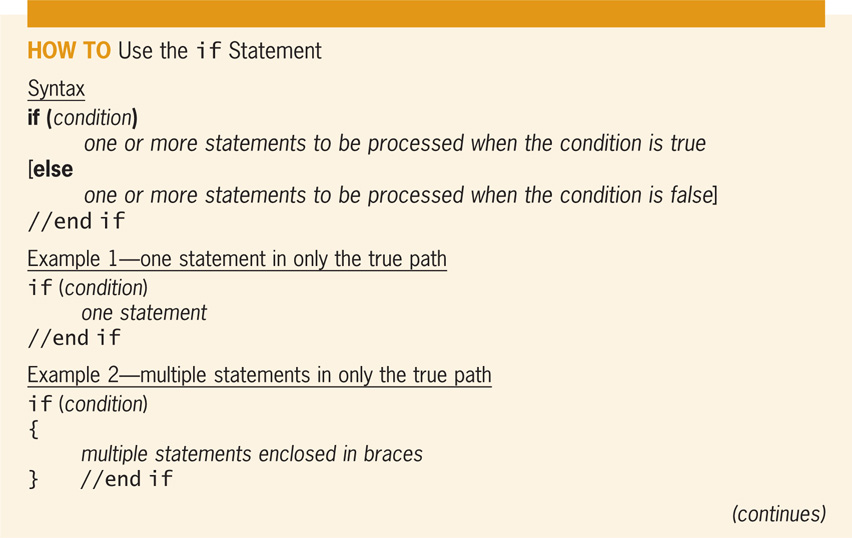 HOW TO Use the if Statement
Syntax
if (condition)
one or more statements to be processed when the condition is true
[else
one or more statements to be processed when the condition is false]
//end if
Example 1—one statement in only the true path
if (condition)
one statement
//end if
Example 2—multiple statements in only the true path
if (condition)
{
multiple statements enclosed in braces
} //end if
(continues)